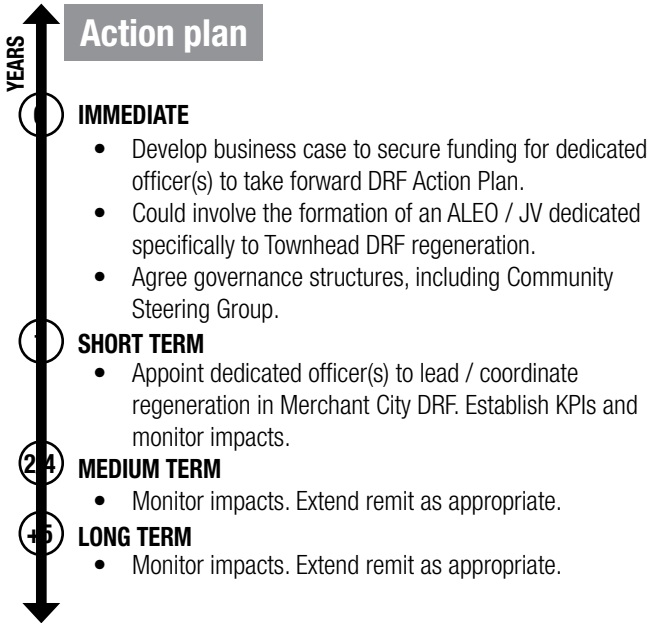 YEARS
Action plan
IMMEDIATE
• Develop business case to secure funding for dedicated
officer(s) to take forward DRF Action Plan.
• Could involve the formation of an ALEO / JV dedicated
specifically to Townhead DRF regeneration.
• Agree governance structures, including Community
Steering Group.
SHORT TERM
• Appoint dedicated officer(s) to lead / coordinate
regeneration in Merchant City DRF. Establish KPIs and
monitor impacts.
2-4 MEDIUM TERM
• Monitor impacts. Extend remit as appropriate.
+5 LONG TERM
• Monitor impacts. Extend remit as appropriate.